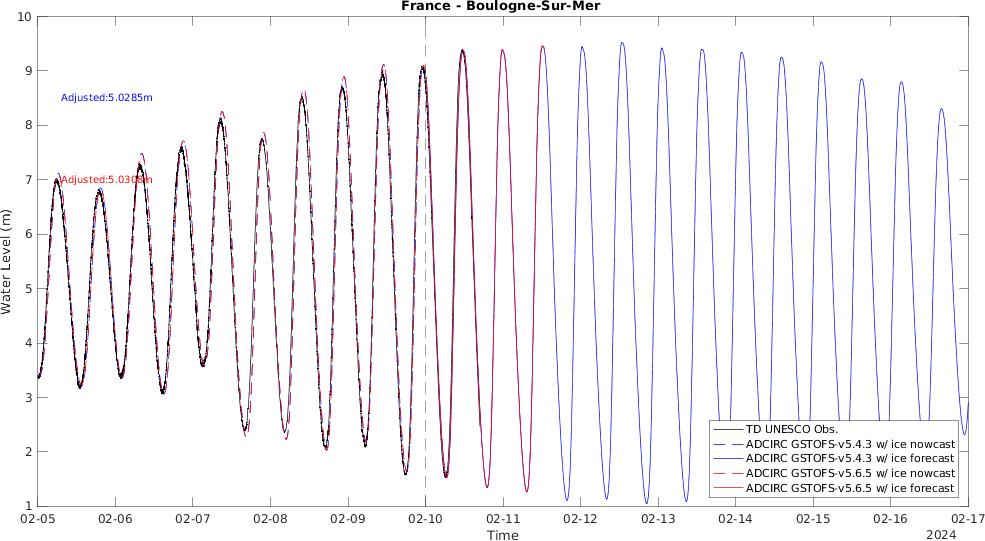 France - Boulogne-Sur-Mer
10
9
8
7
6
5
4
3
2
1
Water Level (m)
Adjusted:5.0285m
Adjusted:5.0308m
TD UNESCO Obs.
ADCIRC GSTOFS-v5.4.3 w/ ice nowcast
ADCIRC GSTOFS-v5.4.3 w/ ice forecast
ADCIRC GSTOFS-v5.6.5 w/ ice nowcast
ADCIRC GSTOFS-v5.6.5 w/ ice forecast
02-05 02-06 02-07 02-08 02-09 02-10 02-11 02-12 02-13 02-14 02-15 02-16 02-17
Time
2024